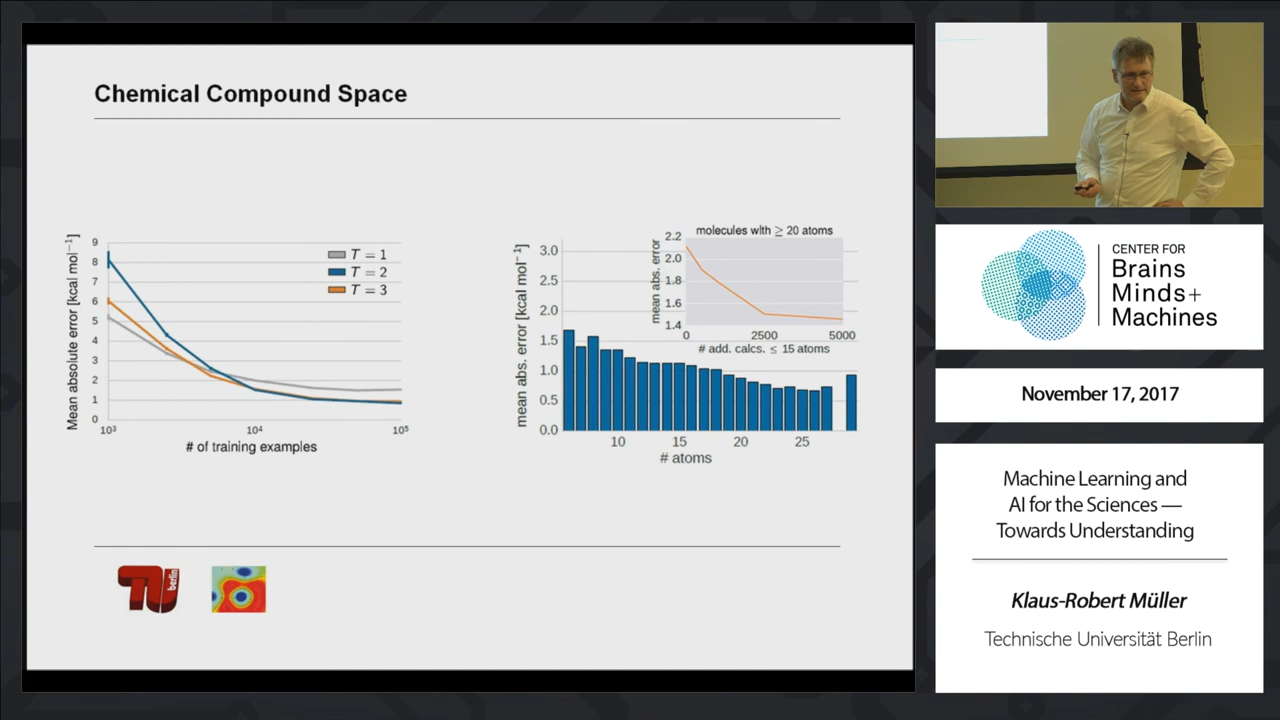 Chemical Compound Space
Mean absolute error [kcal mol⁻¹]
9
8
7
6
5
4
3
2
1
0
10³
10⁴
10⁵
# of training examples
T = 1
T = 2
T = 3
mean abs. error [kcal mol⁻¹]
3.0
2.5
2.0
1.5
1.0
0.5
0.0
10
15
20
25
# atoms
molecules with ≥ 20 atoms
mean abs. error
2.2
2.0
1.8
1.6
1.4
0
2500
5000
# add. calcs. ≤ 15 atoms
TU
berlin
CENTER FOR
Brains
Minds+
Machines
November 17, 2017
Machine Learning and
AI for the Sciences —
Towards Understanding
Klaus-Robert Müller
Technische Universität Berlin